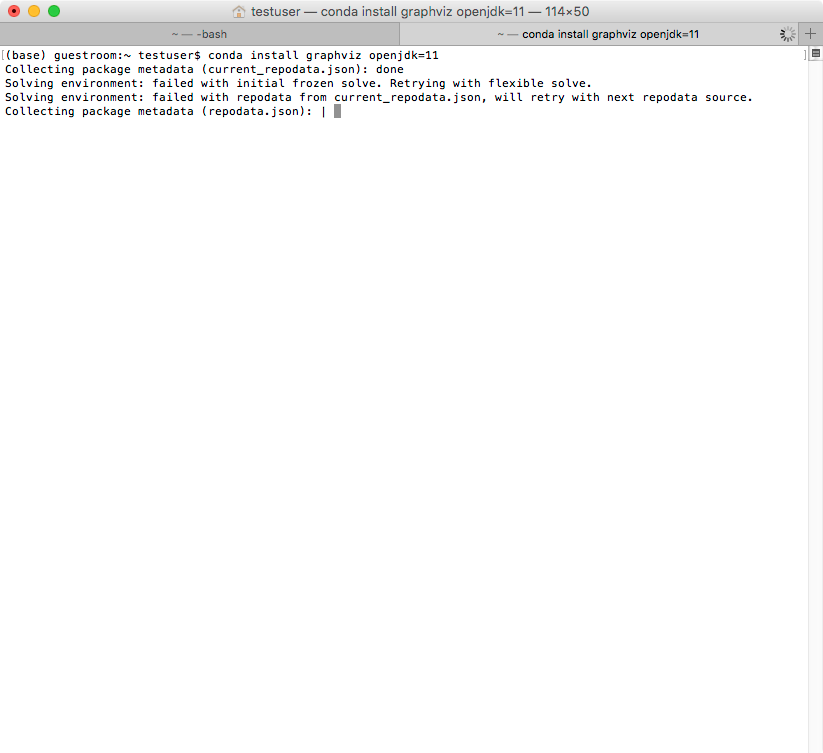 testuser — conda install graphviz openjdk=11 — 114×50
~ — -bash
~ — conda install graphviz openjdk=11
+
[(base) guestroom:~ testuser$ conda install graphviz openjdk=11 ]
Collecting package metadata (current_repodata.json): done
Solving environment: failed with initial frozen solve. Retrying with flexible solve.
Solving environment: failed with repodata from current_repodata.json, will retry with next repodata source.
Collecting package metadata (repodata.json): |